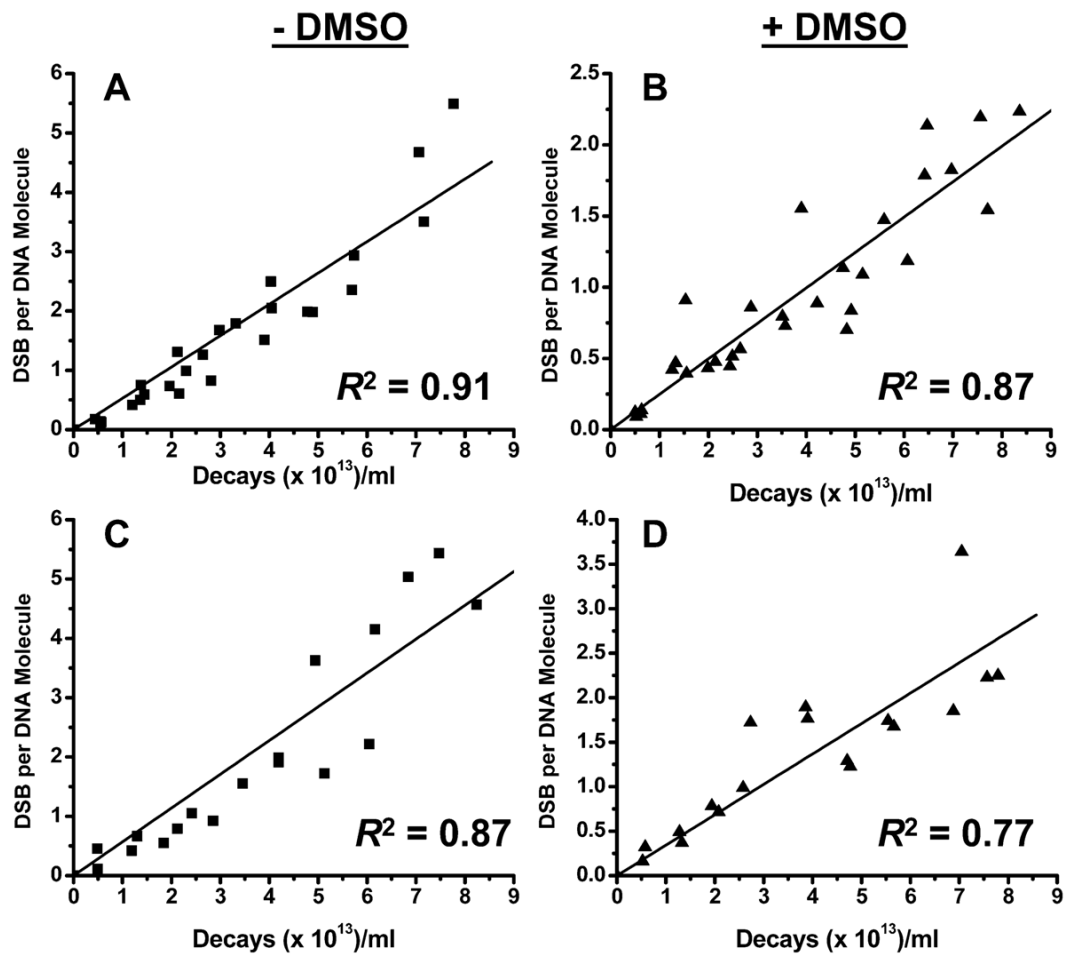 - DMSO
+ DMSO
A
DSB per DNA Molecule
6
5
4
3
2
1
0
R² = 0.91
0 1 2 3 4 5 6 7 8 9
Decays (x 10¹³)/ml
B
DSB per DNA Molecule
2.5
2.0
1.5
1.0
0.5
0.0
R² = 0.87
0 1 2 3 4 5 6 7 8 9
Decays (x 10¹³)/ml
C
DSB per DNA Molecule
6
5
4
3
2
1
0
R² = 0.87
0 1 2 3 4 5 6 7 8 9
Decays (x 10¹³)/ml
D
DSB per DNA Molecule
4.0
3.5
3.0
2.5
2.0
1.5
1.0
0.5
0.0
R² = 0.77
0 1 2 3 4 5 6 7 8 9
Decays (x 10¹³)/ml